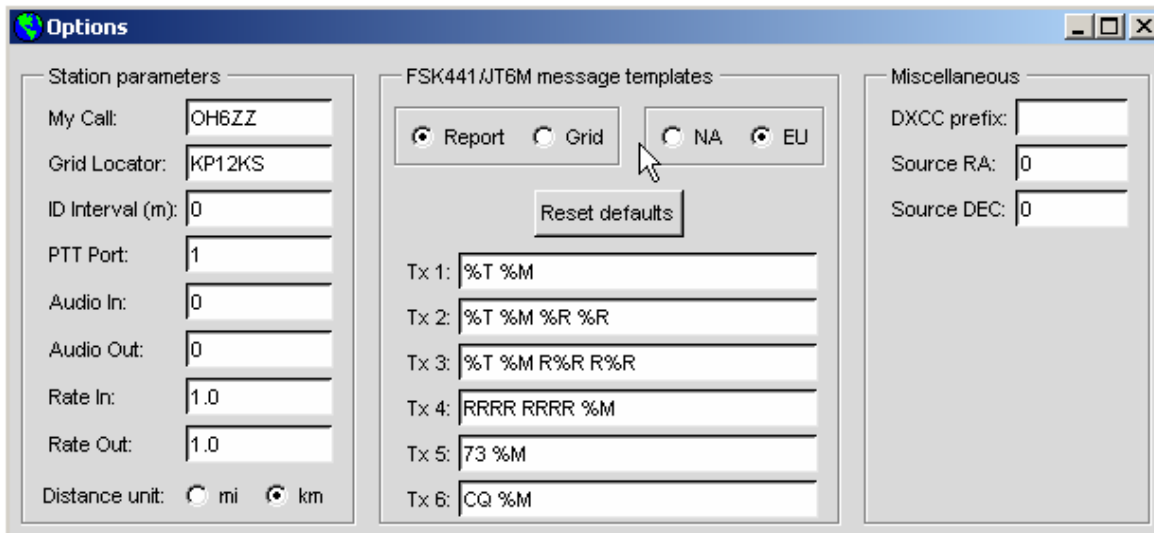 Options
Station parameters
My Call: OH6ZZ
Grid Locator: KP12KS
ID Interval (m): 0
PTT Port: 1
Audio In: 0
Audio Out: 0
Rate In: 1.0
Rate Out: 1.0
Distance unit: mi km
FSK441/JT6M message templates
Report Grid NA EU
Reset defaults
Tx 1: %T %M
Tx 2: %T %M %R %R
Tx 3: %T %M R%R R%R
Tx 4: RRRR RRRR %M
Tx 5: 73 %M
Tx 6: CQ %M
Miscellaneous
DXCC prefix:
Source RA: 0
Source DEC: 0